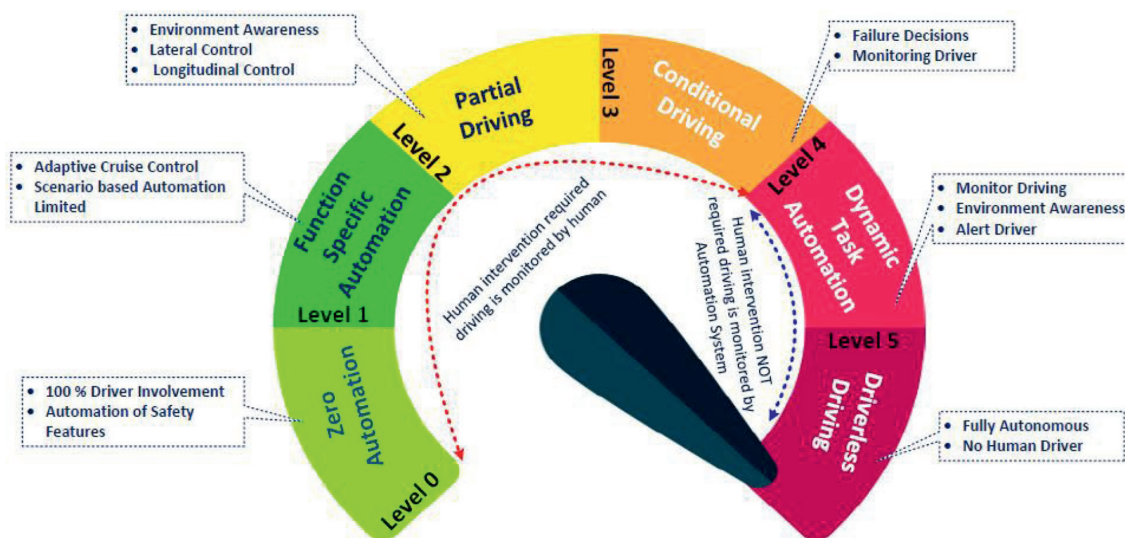 100 % Driver Involvement
Automation of Safety
Features
Level 0
Zero
Automation
Adaptive Cruise Control
Scenario based Automation
Limited
Level 1
Function
Specific
Automation
Environment Awareness
Lateral Control
Longitudinal Control
Level 2
Partial
Driving
Level 3
Conditional
Driving
Failure Decisions
Monitoring Driver
Level 4
Dynamic
Task
Automation
Monitor Driving
Environment Awareness
Alert Driver
Level 5
Driverless
Driving
Fully Autonomous
No Human Driver
Human intervention required
driving is monitored by human
Human intervention NOT
required driving is monitored by
Automation System